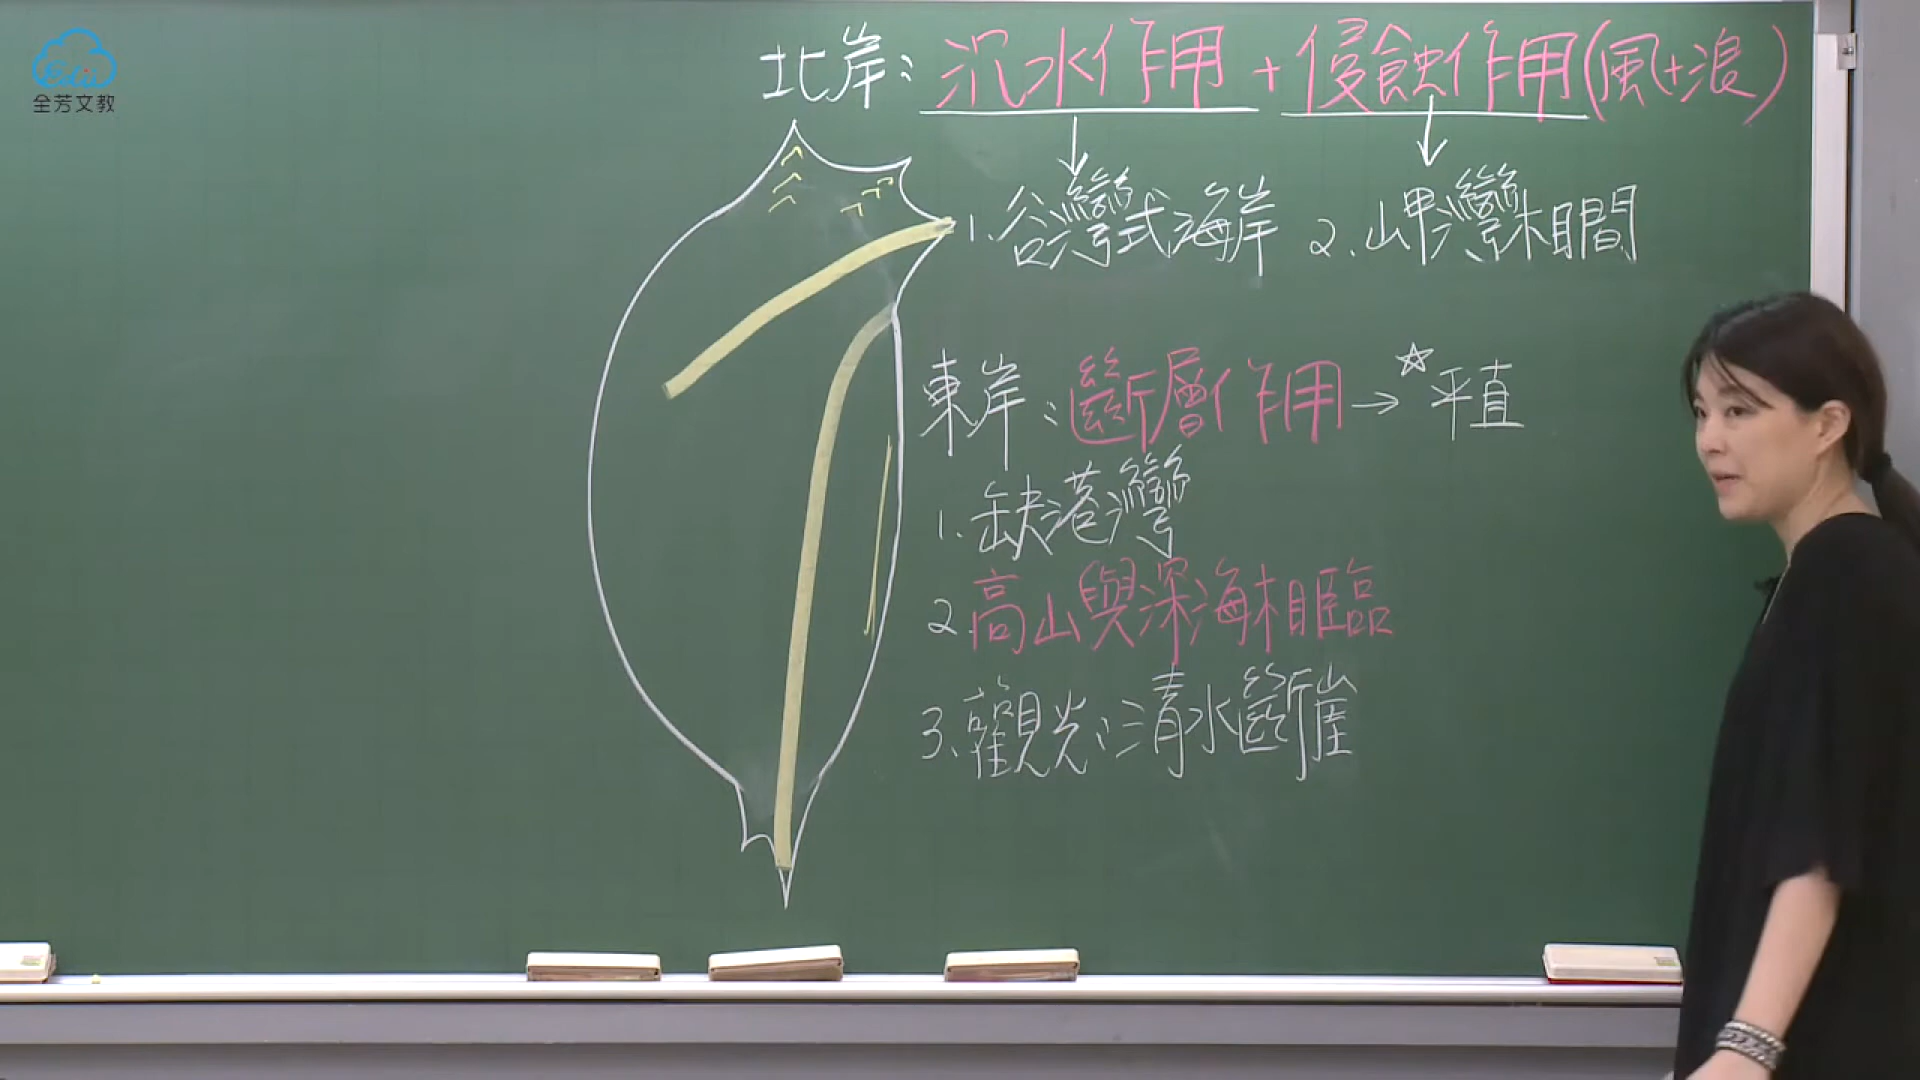 Edu
全芳文教
北岸：沉水作用+侵蝕作用(風+浪)
1.谷灣式海岸 2.岬灣相間
東岸：斷層作用→☆平直
1.缺港灣
2.高山與深海相臨
3.觀光：清水斷崖